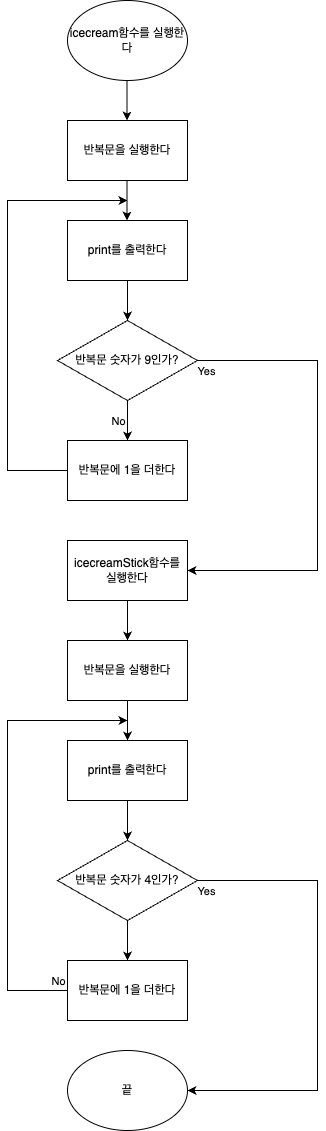 icecream함수를 실행한
다
반복문을 실행한다
print를 출력한다
반복문 숫자가 9인가?
Yes
No
반복문에 1을 더한다
icecreamStick함수를
실행한다
반복문을 실행한다
print를 출력한다
반복문 숫자가 4인가?
Yes
No
반복문에 1을 더한다
끝